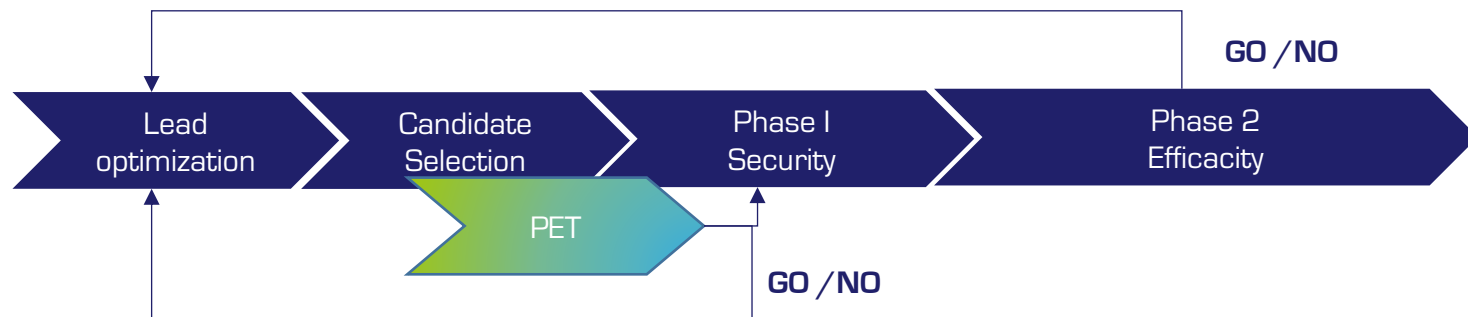 GO / NO
Lead
optimization
Candidate
Selection
Phase I
Security
Phase 2
Efficacity
PET
GO / NO